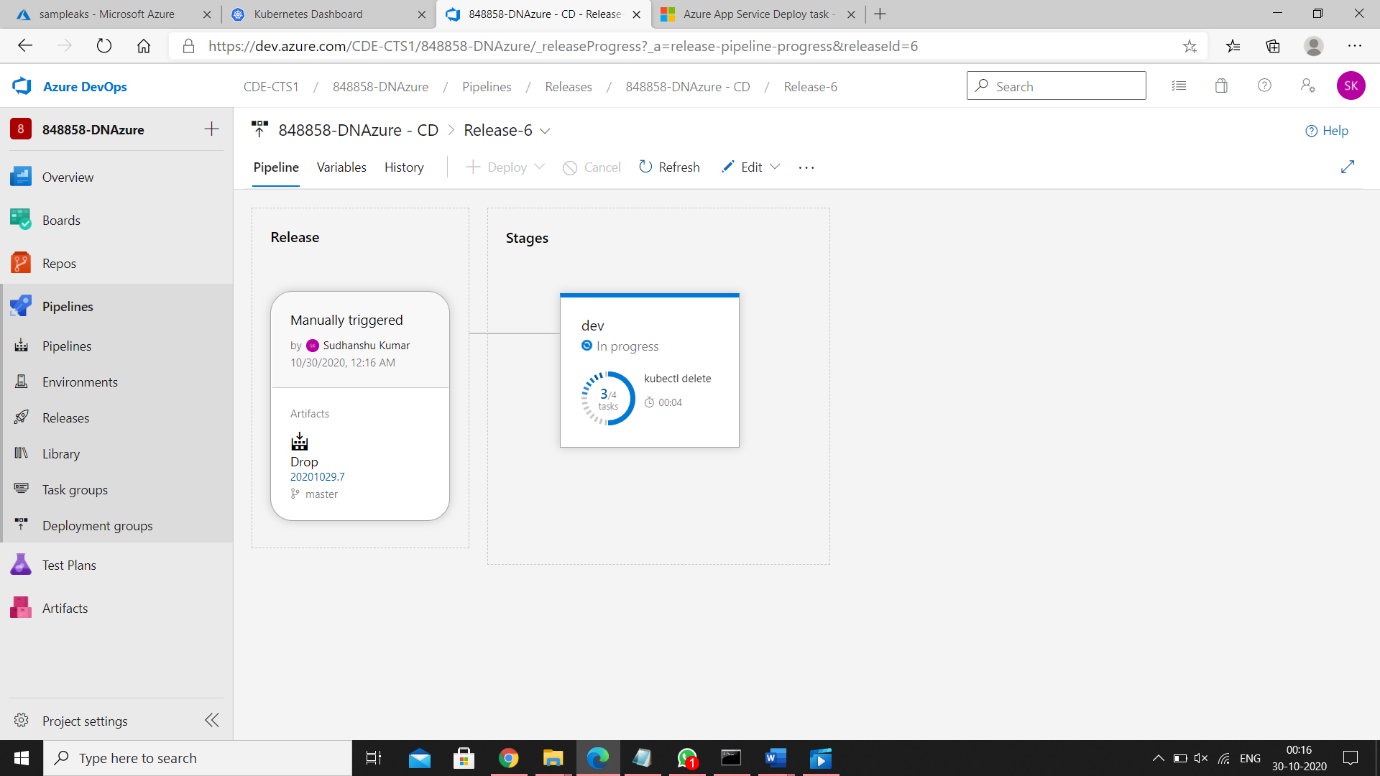 sampleaks - Microsoft Azure
Kubernetes Dashboard
848858-DNAzure - CD - Release
Azure App Service Deploy task -
https://dev.azure.com/CDE-CTS1/848858-DNAzure/_releaseProgress?_a=release-pipeline-progress&releaseId=6
Azure DevOps
CDE-CTS1 / 848858-DNAzure / Pipelines / Releases / 848858-DNAzure - CD / Release-6
Search
SK
8 848858-DNAzure
848858-DNAzure - CD > Release-6
Help
Pipeline Variables History Deploy Cancel Refresh Edit ...
Overview
Boards
Repos
Pipelines
Pipelines
Environments
Releases
Library
Task groups
Deployment groups
Test Plans
Artifacts
Project settings
Release
Manually triggered
by SK Sudhanshu Kumar
10/30/2020, 12:16 AM
Artifacts
Drop
20201029.7
master
Stages
dev
In progress
3/4
tasks
kubectl delete
00:04
Type here to search
1
W
ENG
00:16
30-10-2020